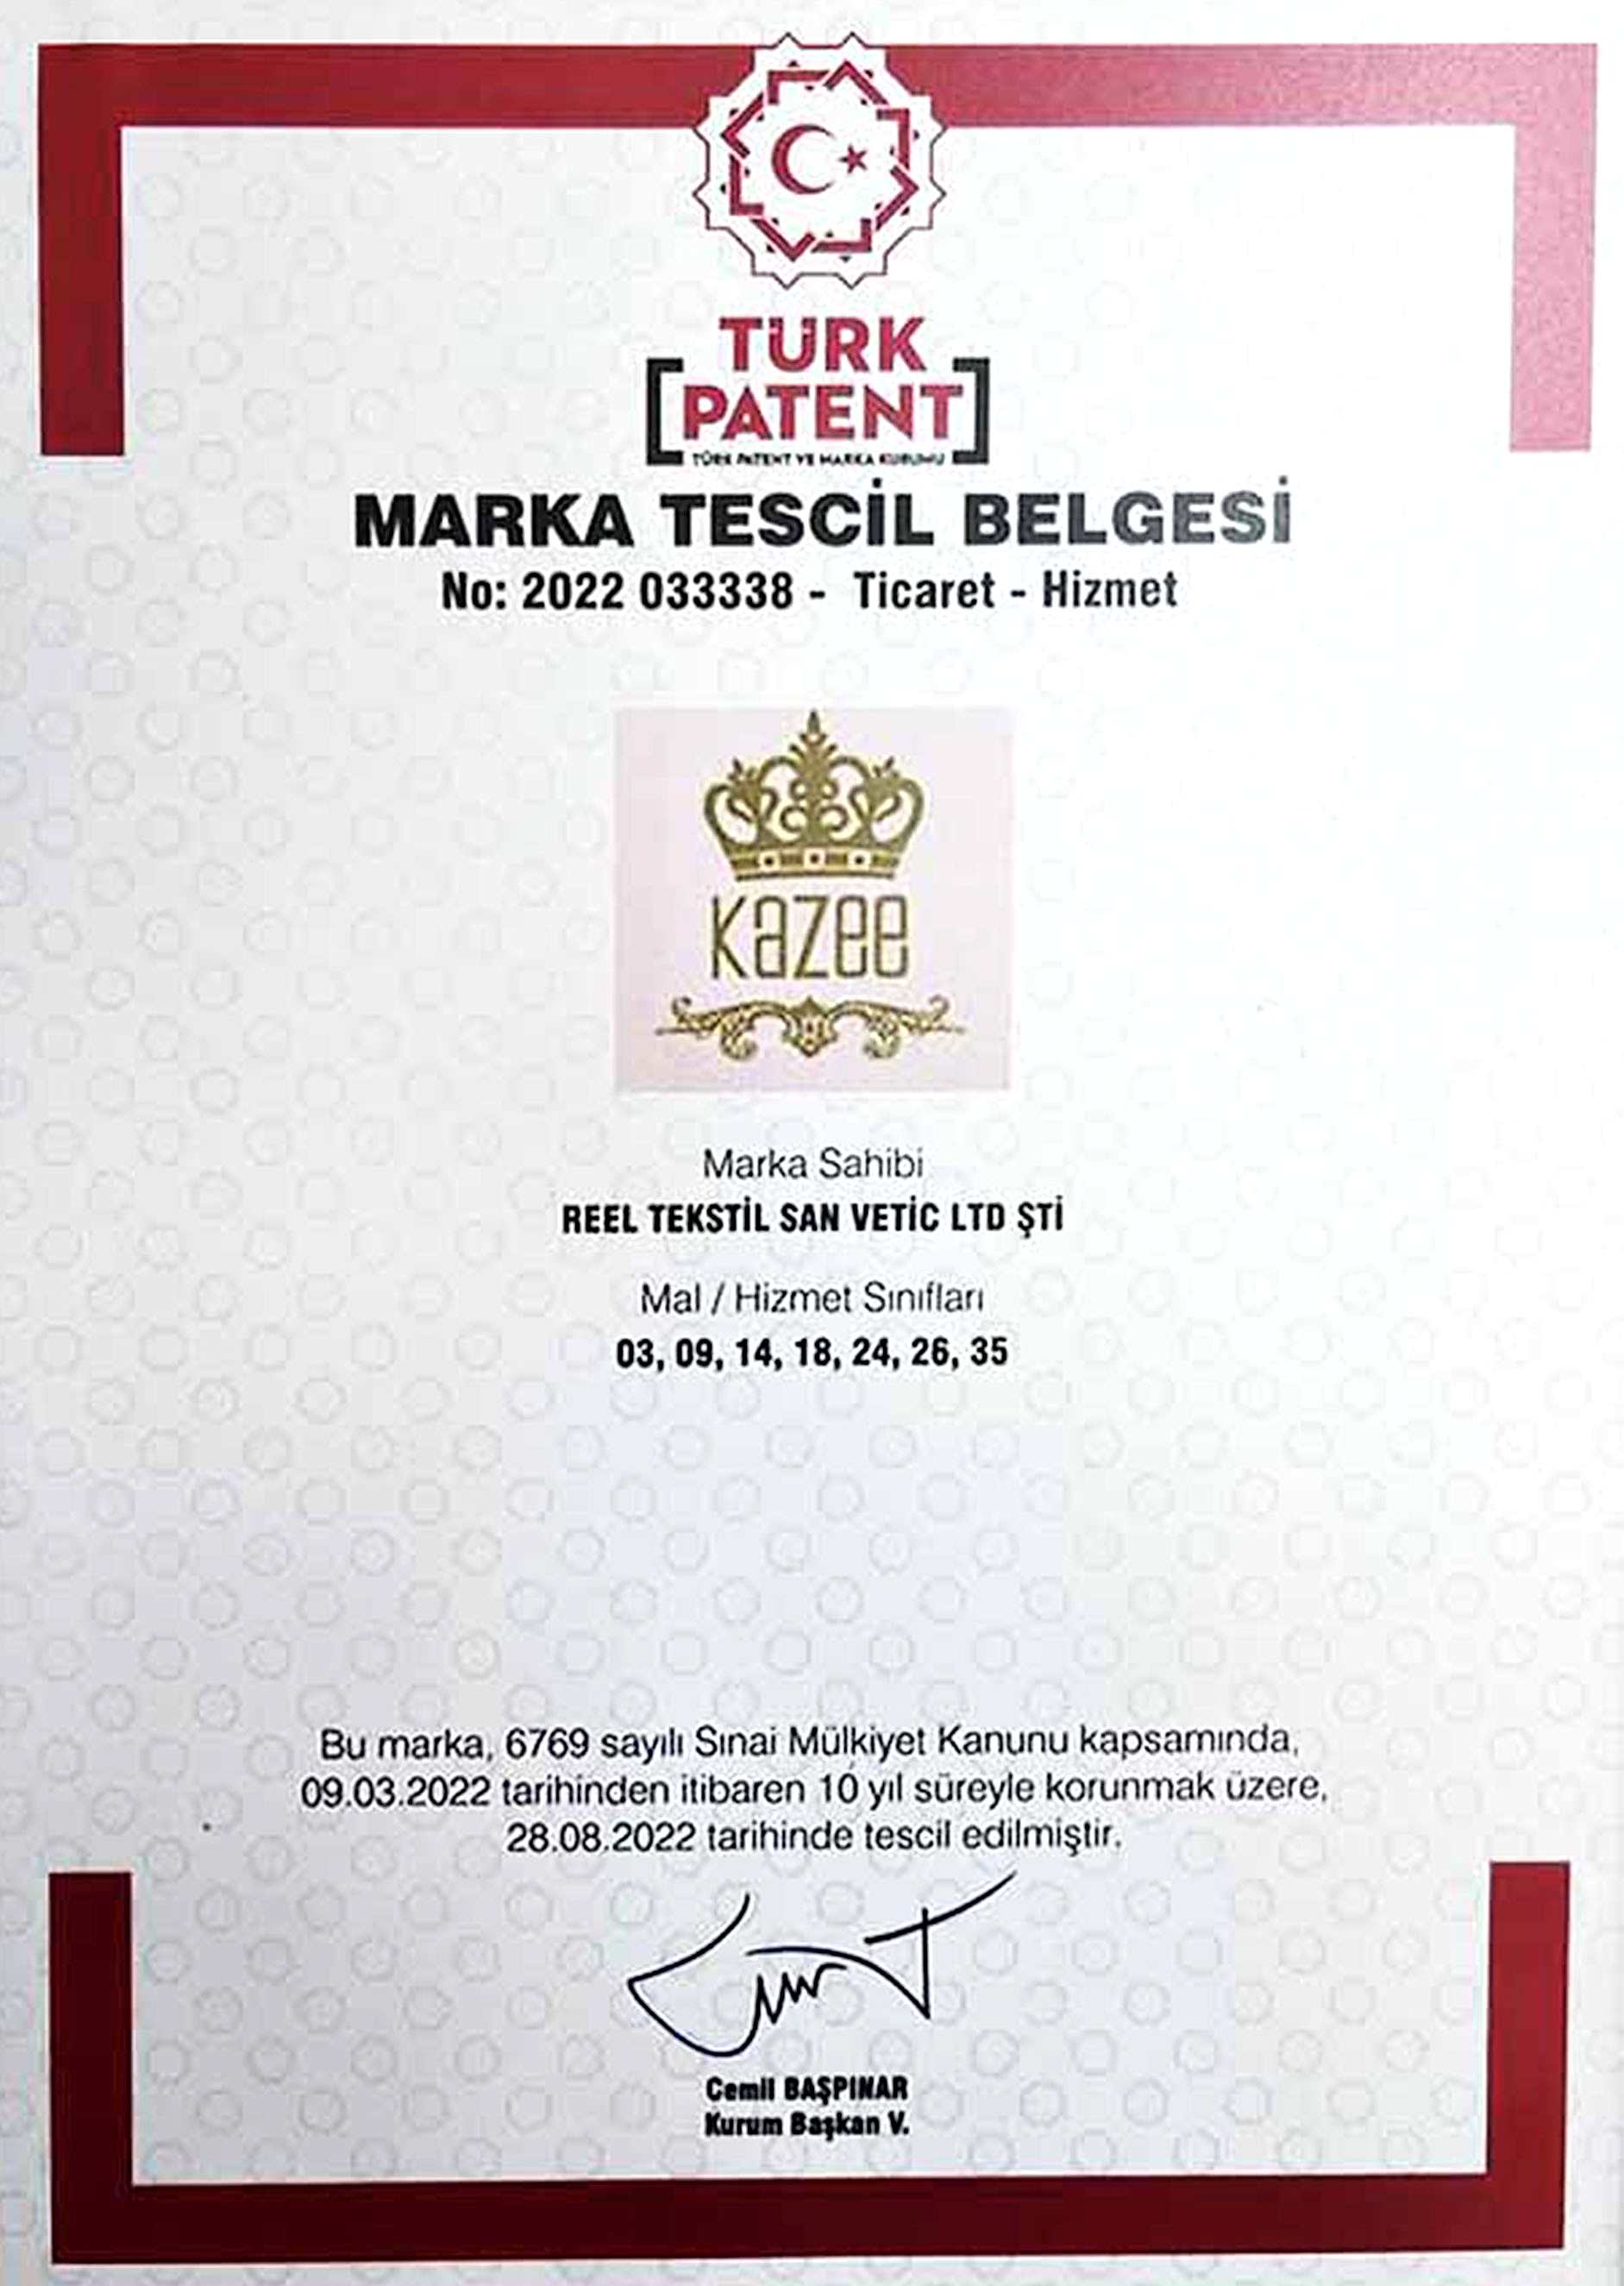 TÜRK
PATENT
TÜRK PATENT VE MARKA KURUMU
MARKA TESCİL BELGESİ
No: 2022 033338 - Ticaret - Hizmet
Kazee
Marka Sahibi
REEL TEKSTİL SAN VETİC LTD ŞTİ
Mal / Hizmet Sınıfları
03, 09, 14, 18, 24, 26, 35
Bu marka, 6769 sayılı Sınai Mülkiyet Kanunu kapsamında,
09.03.2022 tarihinden itibaren 10 yıl süreyle korunmak üzere,
28.08.2022 tarihinde tescil edilmiştir.
Cemil BAŞPINAR
Kurum Başkan V.